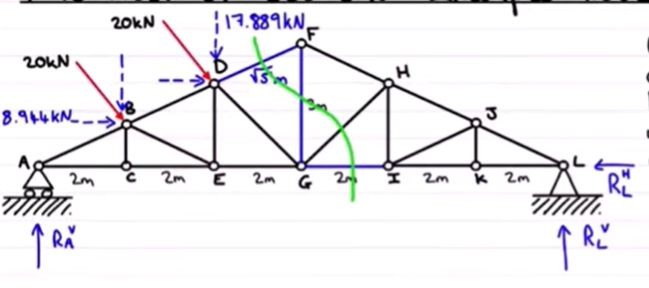 20kN
17.889kN
F
D
√5m
20kN
H
3m
8.944kN
B
J
A
C
E
G
I
K
L
2m
2m
2m
2m
2m
2m
R_L^H
R_A^V
R_L^V